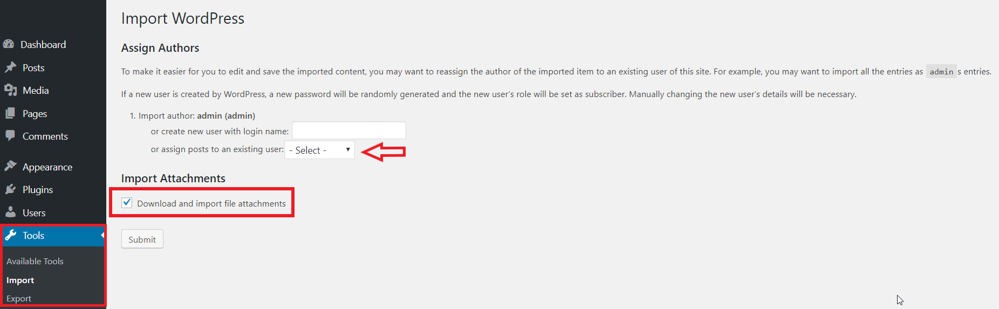 Dashboard
Posts
Media
Pages
Comments
Appearance
Plugins
Users
Tools
Available Tools
Import
Export
Import WordPress
Assign Authors
To make it easier for you to edit and save the imported content, you may want to reassign the author of the imported item to an existing user of this site. For example, you may want to import all the entries as admin s entries.
If a new user is created by WordPress, a new password will be randomly generated and the new user’s role will be set as subscriber. Manually changing the new user’s details will be necessary.
1. Import author: admin (admin)
or create new user with login name:
or assign posts to an existing user: - Select -
Import Attachments
Download and import file attachments
Submit